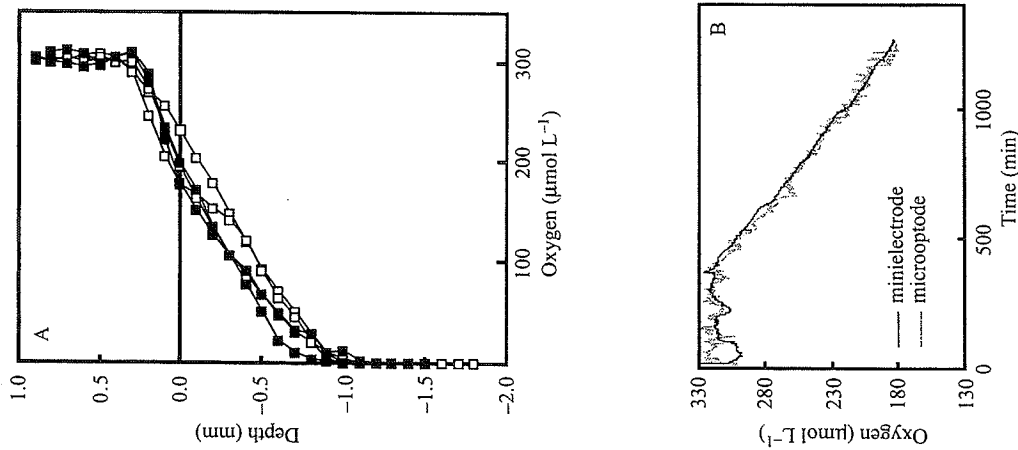 A
1.0
0.5
0.0
−0.5
−1.0
−1.5
−2.0
Depth (mm)
100
200
300
Oxygen (μmol L⁻¹)
B
330
280
230
180
130
Oxygen (μmol L⁻¹)
0
500
1000
Time (min)
minielectrode
microoptode